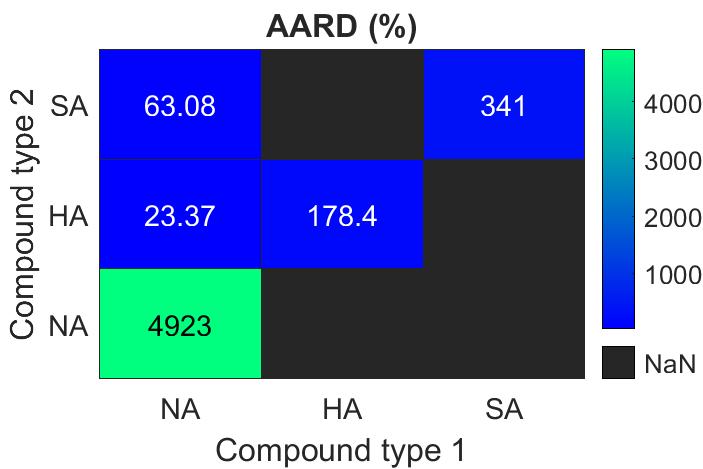 AARD (%)
Compound type 2
SA
63.08
341
HA
23.37
178.4
NA
4923
NA
HA
SA
Compound type 1
4000
3000
2000
1000
NaN